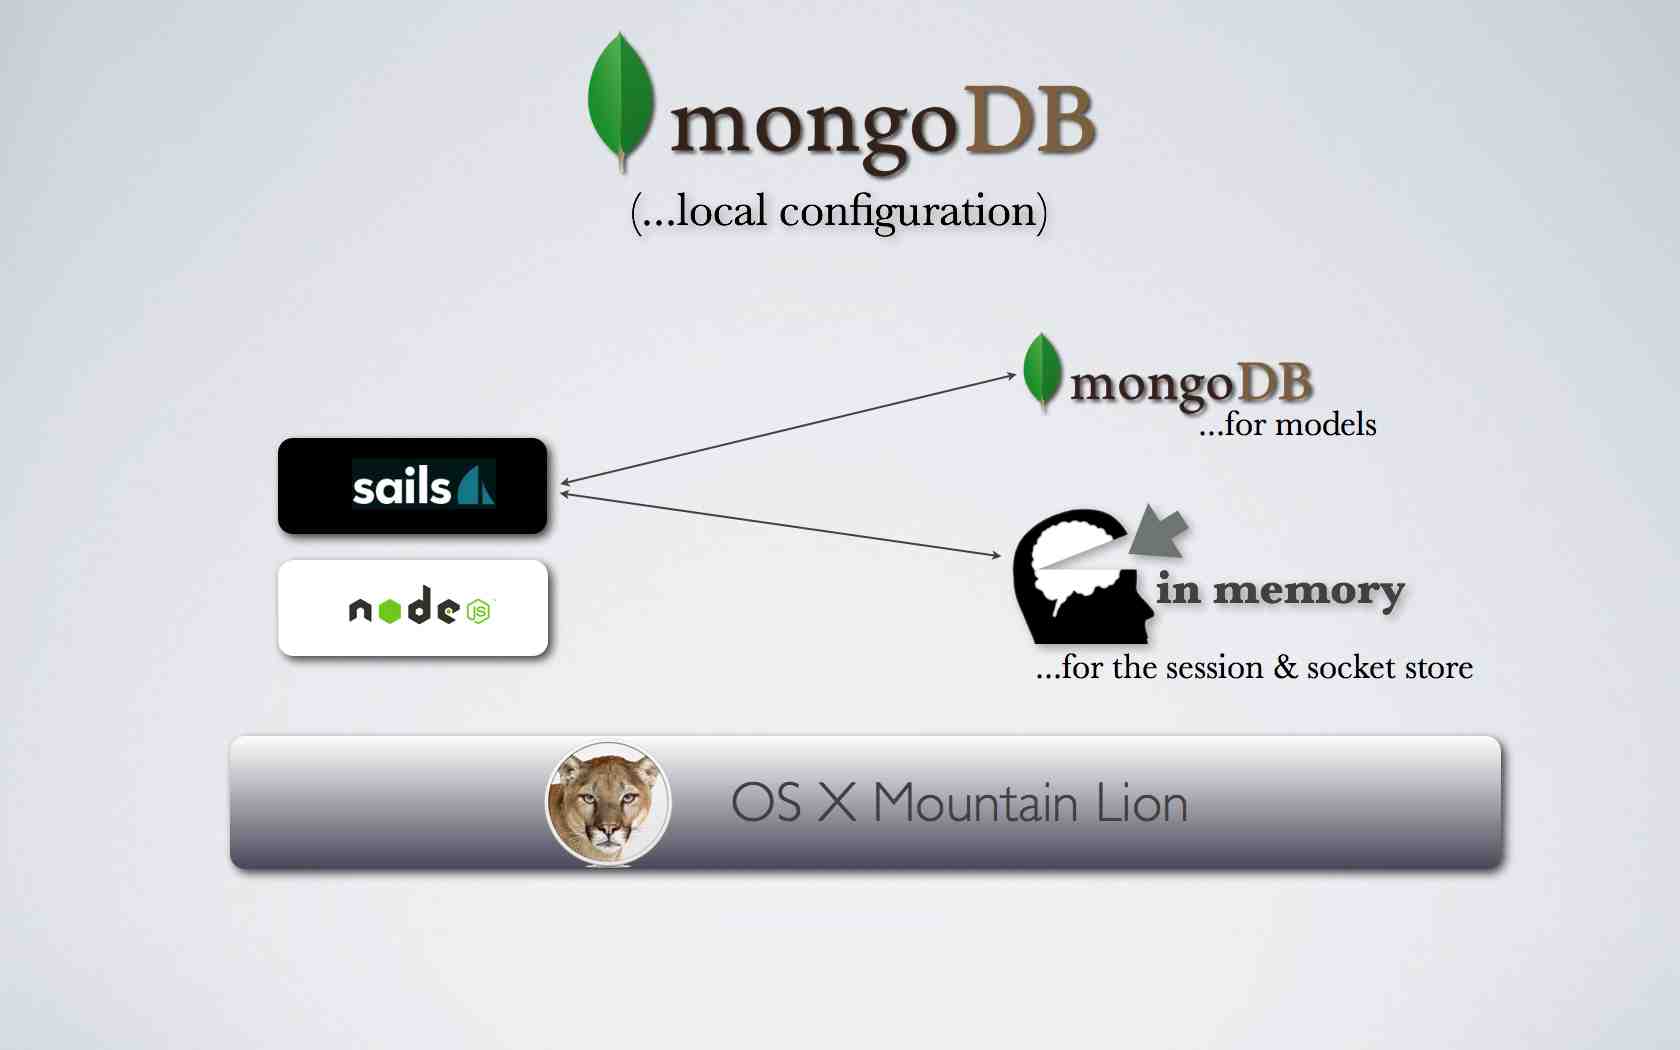 mongoDB
(...local configuration)
mongoDB
...for models
sails
node JS
in memory
...for the session & socket store
OS X Mountain Lion